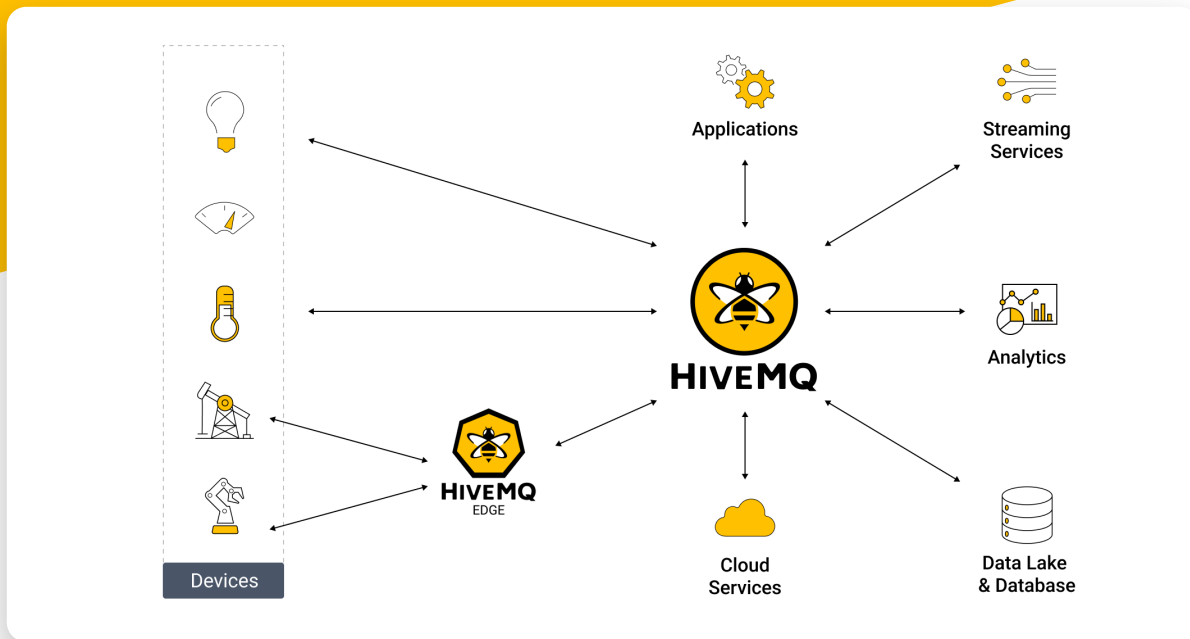 Applications
Streaming
Services
HIVEMQ
Analytics
HIVEMQ
EDGE
Devices
Cloud
Services
Data Lake
& Database